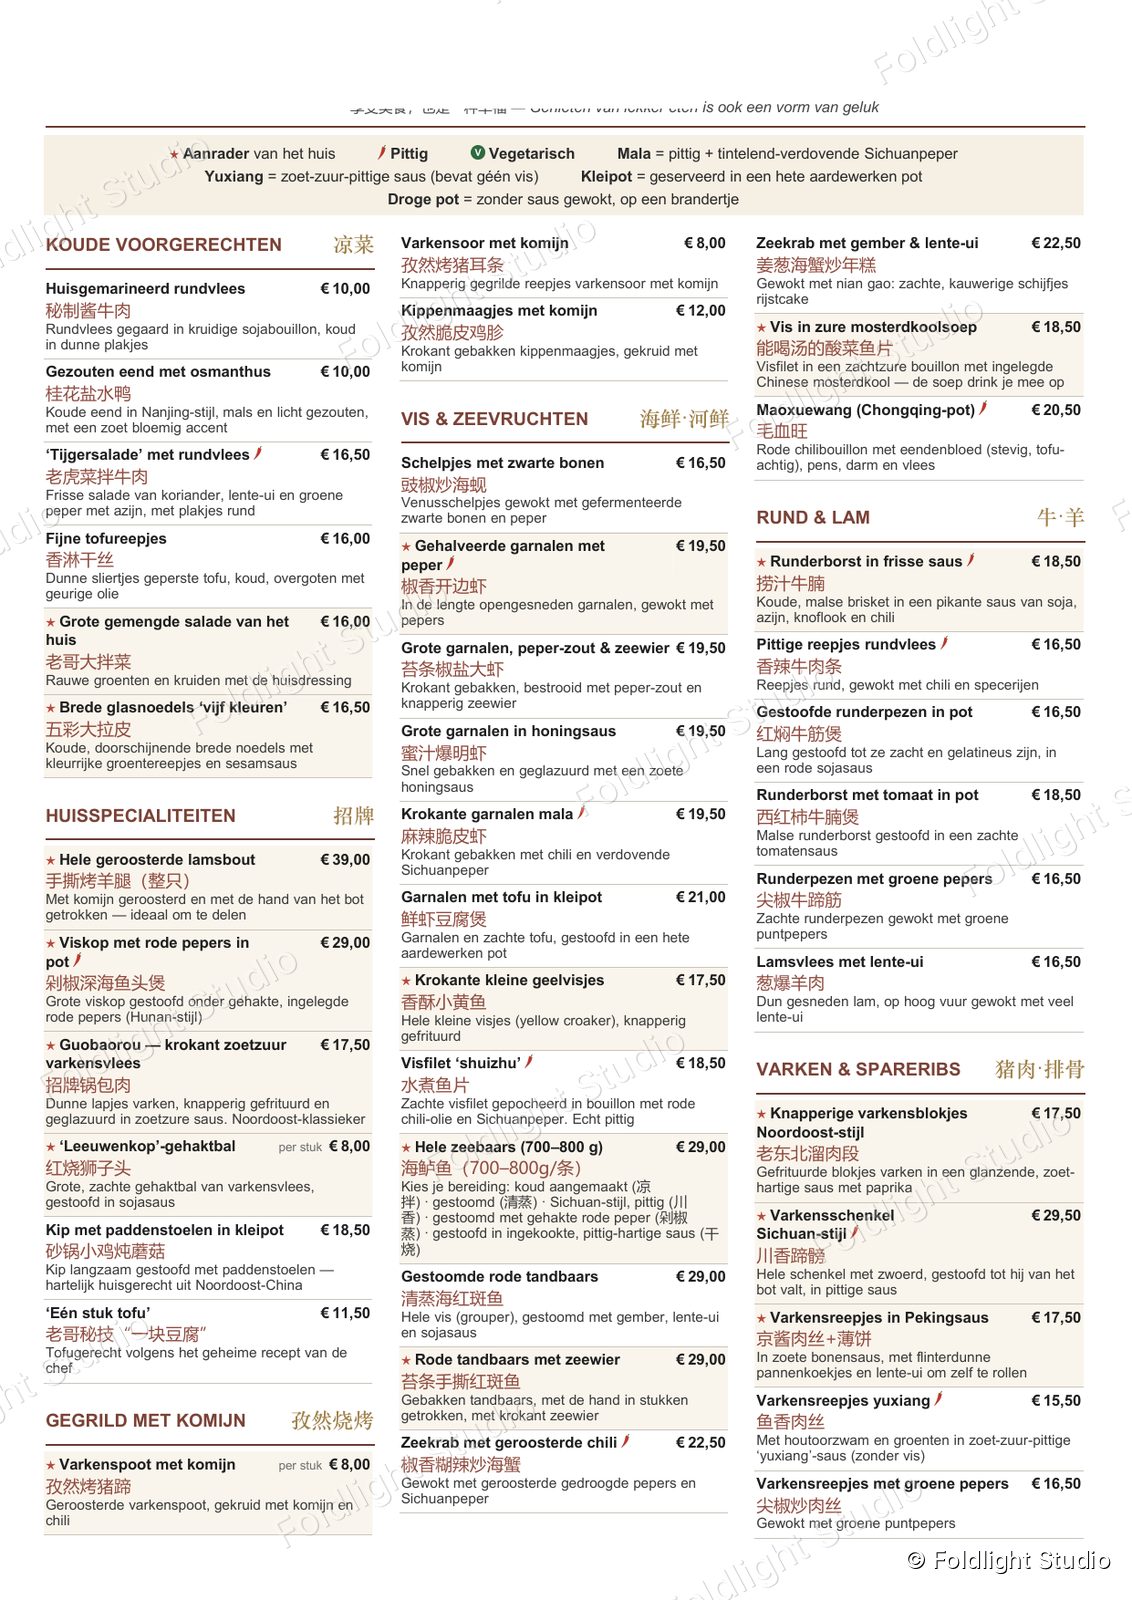 Genieten van lekker eten is ook een vorm van geluk
★ Aanrader van het huis Pittig V Vegetarisch Mala = pittig + tintelend-verdovende Sichuanpeper
Yuxiang = zoet-zuur-pittige saus (bevat géén vis) Kleipot = geserveerd in een hete aardewerken pot
Droge pot = zonder saus gewokt, op een brandertje
KOUDE VOORGERECHTEN 凉菜
Huisgemarineerd rundvlees € 10,00
秘制酱牛肉
Rundvlees gegaard in kruidige sojabouillon, koud
in dunne plakjes
Gezouten eend met osmanthus € 10,00
桂花盐水鸭
Koude eend in Nanjing-stijl, mals en licht gezouten,
met een zoet bloemig accent
‘Tijgersalade’ met rundvlees € 16,50
老虎菜拌牛肉
Frisse salade van koriander, lente-ui en groene
peper met azijn, met plakjes rund
Fijne tofureepjes € 16,00
香淋干丝
Dunne sliertjes geperste tofu, koud, overgoten met
geurige olie
★ Grote gemengde salade van het € 16,00
huis
老哥大拌菜
Rauwe groenten en kruiden met de huisdressing
★ Brede glasnoedels ‘vijf kleuren’ € 16,50
五彩大拉皮
Koude, doorschijnende brede noedels met
kleurrijke groentereepjes en sesamsaus
HUISSPECIALITEITEN 招牌
★ Hele geroosterde lamsbout € 39,00
手撕烤羊腿（整只）
Met komijn geroosterd en met de hand van het bot
getrokken — ideaal om te delen
★ Viskop met rode pepers in € 29,00
pot
剁椒深海鱼头煲
Grote viskop gestoofd onder gehakte, ingelegde
rode pepers (Hunan-stijl)
★ Guobaorou — krokant zoetzuur € 17,50
varkensvlees
招牌锅包肉
Dunne lapjes varken, knapperig gefrituurd en
geglazuurd in zoetzure saus. Noordoost-klassieker
★ ‘Leeuwenkop’-gehaktbal per stuk € 8,00
红烧狮子头
Grote, zachte gehaktbal van varkensvlees,
gestoofd in sojasaus
Kip met paddenstoelen in kleipot € 18,50
砂锅小鸡炖蘑菇
Kip langzaam gestoofd met paddenstoelen —
hartelijk huisgerecht uit Noordoost-China
‘Eén stuk tofu’ € 11,50
老哥秘技“一块豆腐”
Tofugerecht volgens het geheime recept van de
chef
GEGRILD MET KOMIJN 孜然烧烤
★ Varkenspoot met komijn per stuk € 8,00
孜然烤猪蹄
Geroosterde varkenspoot, gekruid met komijn en
chili
Varkensoor met komijn € 8,00
孜然烤猪耳条
Knapperig gegrilde reepjes varkensoor met komijn
Kippenmaagjes met komijn € 12,00
孜然脆皮鸡胗
Krokant gebakken kippenmaagjes, gekruid met
komijn
VIS & ZEEVRUCHTEN 海鲜·河鲜
Schelpjes met zwarte bonen € 16,50
豉椒炒海蚬
Venusschelpjes gewokt met gefermenteerde
zwarte bonen en peper
★ Gehalveerde garnalen met € 19,50
peper
椒香开边虾
In de lengte opengesneden garnalen, gewokt met
pepers
Grote garnalen, peper-zout & zeewier € 19,50
苔条椒盐大虾
Krokant gebakken, bestrooid met peper-zout en
knapperig zeewier
Grote garnalen in honingsaus € 19,50
蜜汁爆明虾
Snel gebakken en geglazuurd met een zoete
honingsaus
Krokante garnalen mala € 19,50
麻辣脆皮虾
Krokant gebakken met chili en verdovende
Sichuanpeper
Garnalen met tofu in kleipot € 21,00
鲜虾豆腐煲
Garnalen en zachte tofu, gestoofd in een hete
aardewerken pot
★ Krokante kleine geelvisjes € 17,50
香酥小黄鱼
Hele kleine visjes (yellow croaker), knapperig
gefrituurd
Visfilet ‘shuizhu’ € 18,50
水煮鱼片
Zachte visfilet gepocheerd in bouillon met rode
chili-olie en Sichuanpeper. Echt pittig
★ Hele zeebaars (700–800 g) € 29,00
海鲈鱼（700–800g/条）
Kies je bereiding: koud aangemaakt (凉
拌) · gestoomd (清蒸) · Sichuan-stijl, pittig (川
香) · gestoomd met gehakte rode peper (剁椒
蒸) · gestoofd in ingekookte, pittig-hartige saus (干
烧)
Gestoomde rode tandbaars € 29,00
清蒸海红斑鱼
Hele vis (grouper), gestoomd met gember, lente-ui
en sojasaus
★ Rode tandbaars met zeewier € 29,00
苔条手撕红斑鱼
Gebakken tandbaars, met de hand in stukken
getrokken, met krokant zeewier
Zeekrab met geroosterde chili € 22,50
椒香糊辣炒海蟹
Gewokt met geroosterde gedroogde pepers en
Sichuanpeper
Zeekrab met gember & lente-ui € 22,50
姜葱海蟹炒年糕
Gewokt met nian gao: zachte, kauwerige schijfjes
rijstcake
★ Vis in zure mosterdkoolsoep € 18,50
能喝汤的酸菜鱼片
Visfilet in een zachtzure bouillon met ingelegde
Chinese mosterdkool — de soep drink je mee op
Maoxuewang (Chongqing-pot) € 20,50
毛血旺
Rode chilibouillon met eendenbloed (stevig, tofu-
achtig), pens, darm en vlees
RUND & LAM 牛·羊
★ Runderborst in frisse saus € 18,50
捞汁牛腩
Koude, malse brisket in een pikante saus van soja,
azijn, knoflook en chili
Pittige reepjes rundvlees € 16,50
香辣牛肉条
Reepjes rund, gewokt met chili en specerijen
Gestoofde runderpezen in pot € 16,50
红焖牛筋煲
Lang gestoofd tot ze zacht en gelatineus zijn, in
een rode sojasaus
Runderborst met tomaat in pot € 18,50
西红柿牛腩煲
Malse runderborst gestoofd in een zachte
tomatensaus
Runderpezen met groene pepers € 16,50
尖椒牛蹄筋
Zachte runderpezen gewokt met groene
puntpepers
Lamsvlees met lente-ui € 16,50
葱爆羊肉
Dun gesneden lam, op hoog vuur gewokt met veel
lente-ui
VARKEN & SPARERIBS 猪肉·排骨
★ Knapperige varkensblokjes € 17,50
Noordoost-stijl
老东北溜肉段
Gefrituurde blokjes varken in een glanzende, zoet-
hartige saus met paprika
★ Varkensschenkel € 29,50
Sichuan-stijl
川香蹄髈
Hele schenkel met zwoerd, gestoofd tot hij van het
bot valt, in pittige saus
★ Varkensreepjes in Pekingsaus € 17,50
京酱肉丝+薄饼
In zoete bonensaus, met flinterdunne
pannenkoekjes en lente-ui om zelf te rollen
Varkensreepjes yuxiang € 15,50
鱼香肉丝
Met houtoorzwam en groenten in zoet-zuur-pittige
‘yuxiang’-saus (zonder vis)
Varkensreepjes met groene pepers € 16,50
尖椒炒肉丝
Gewokt met groene puntpepers
© Foldlight Studio